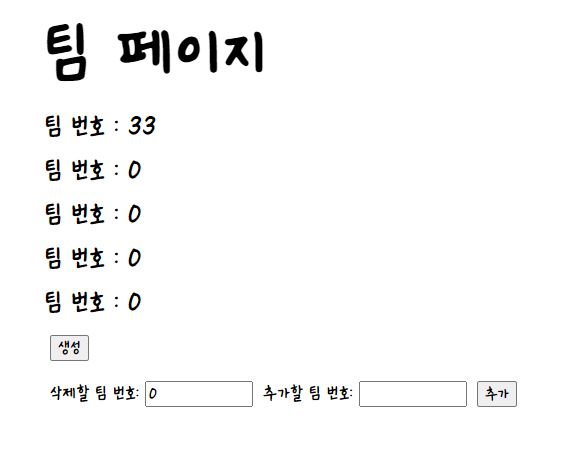 팀 페이지
팀 번호 : 33
팀 번호 : 0
팀 번호 : 0
팀 번호 : 0
팀 번호 : 0
생성
삭제할 팀 번호: 0 추가할 팀 번호: 추가